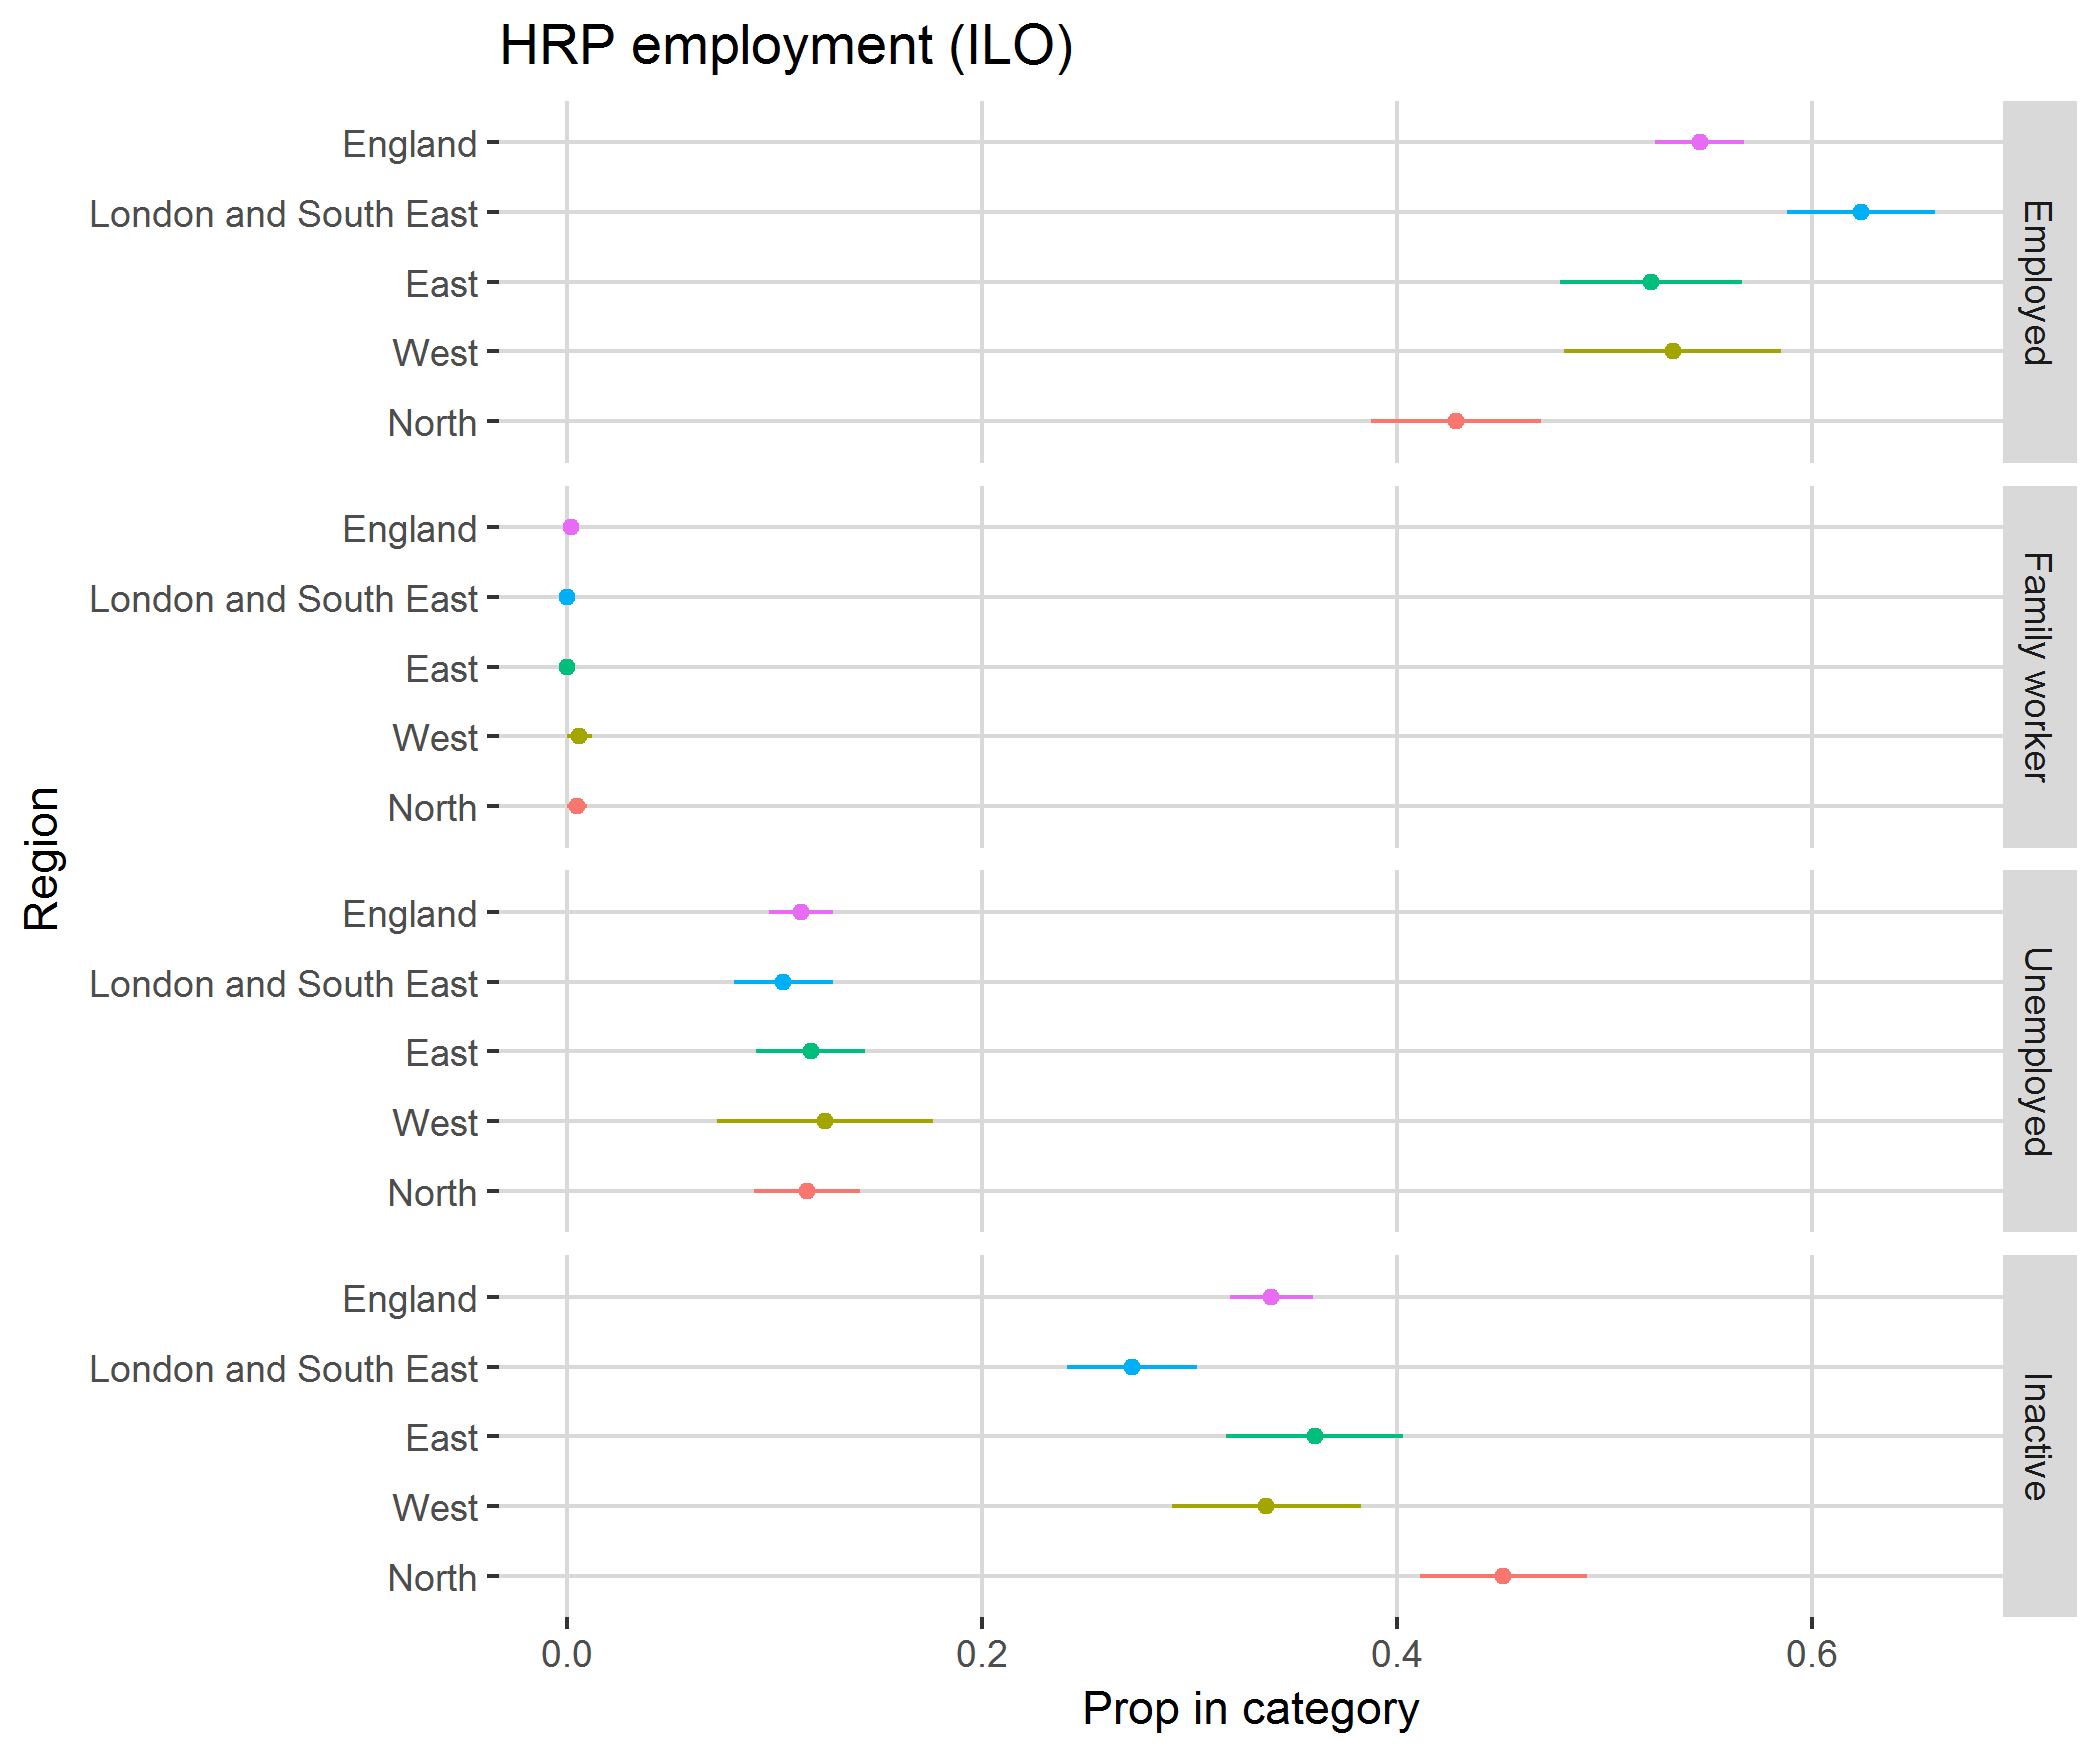 HRP employment (ILO)
Region
England
London and South East
East
West
North
Employed
England
London and South East
East
West
North
Family worker
England
London and South East
East
West
North
Unemployed
England
London and South East
East
West
North
Inactive
0.0 0.2 0.4 0.6
Prop in category